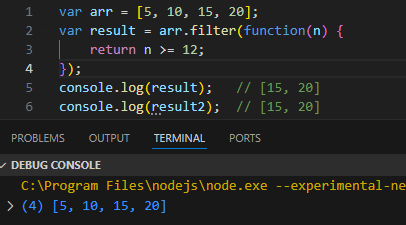 1 var arr = [5, 10, 15, 20];
2 var result = arr.filter(function(n) {
3 return n >= 12;
4 });
5 console.log(result); // [15, 20]
6 console.log(result2); // [15, 20]
PROBLEMS OUTPUT TERMINAL PORTS
DEBUG CONSOLE
C:\Program Files\nodejs\node.exe --experimental-ne
> (4) [5, 10, 15, 20]